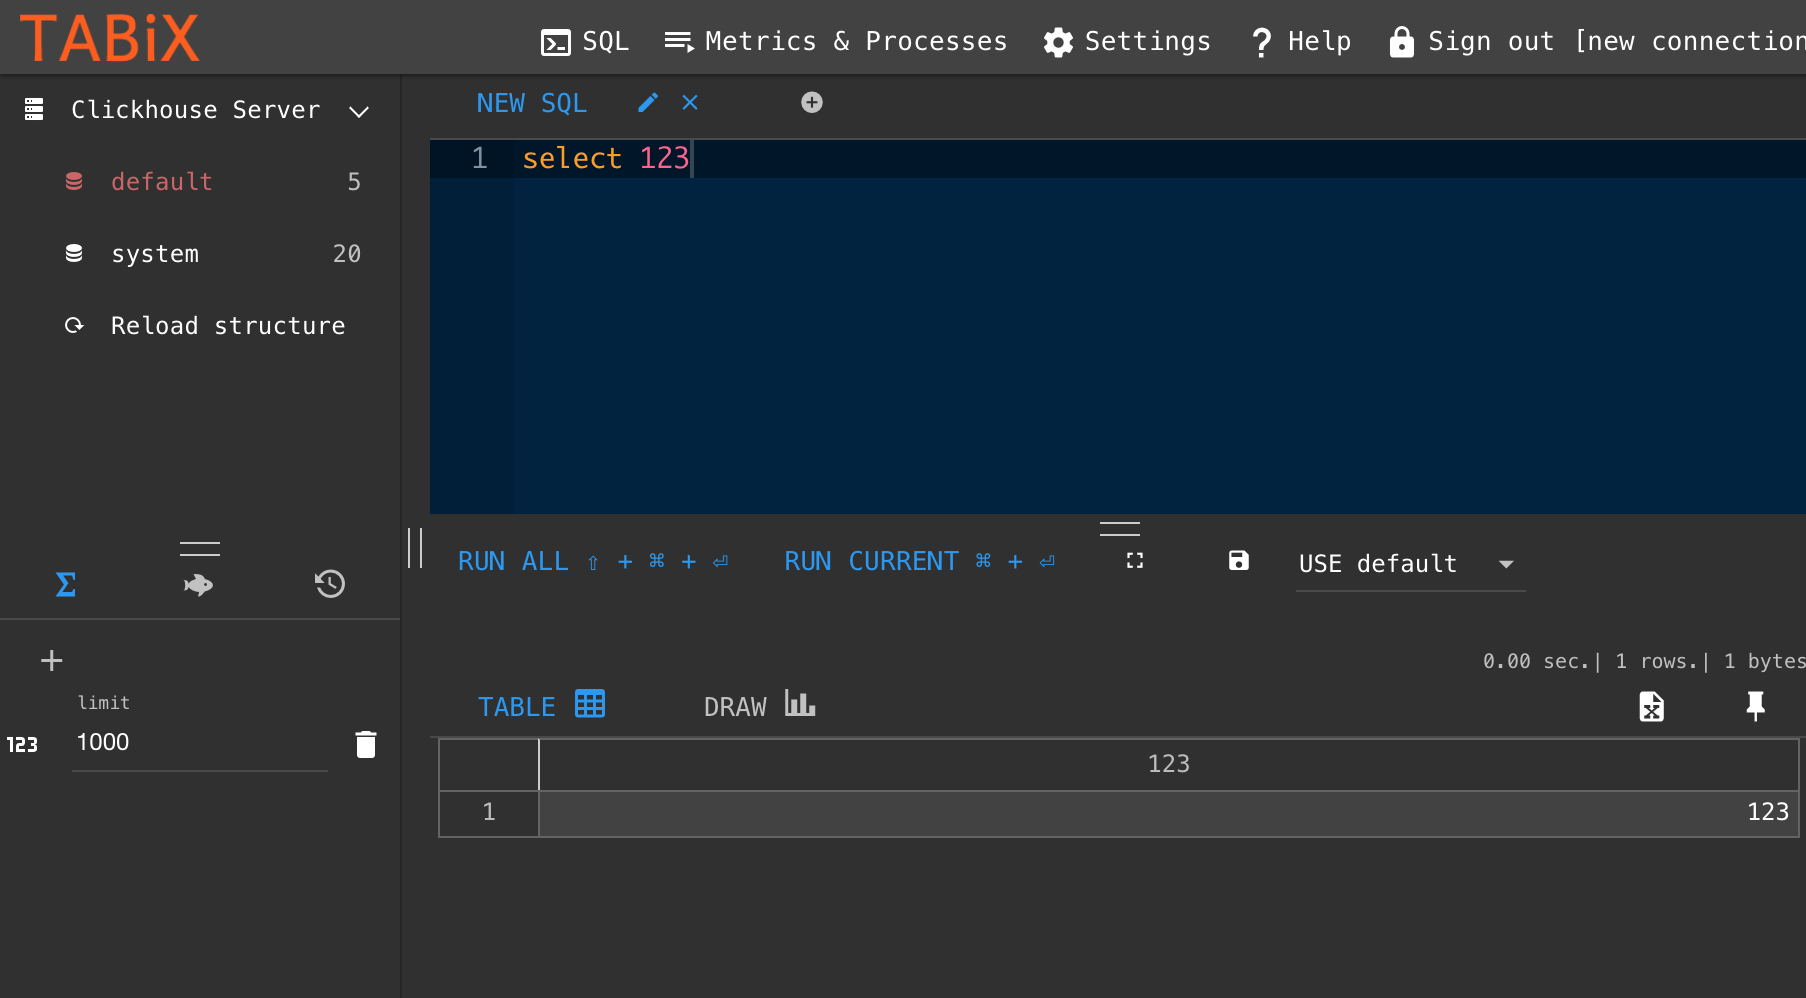 TABiX
SQL Metrics & Processes Settings Help Sign out [new connection
Clickhouse Server
default 5
system 20
Reload structure
NEW SQL
1 select 123
RUN ALL ⇧ + ⌘ + ⏎ RUN CURRENT ⌘ + ⏎ USE default
Σ
limit
123 1000
0.00 sec.| 1 rows.| 1 bytes
TABLE DRAW
123
1 123